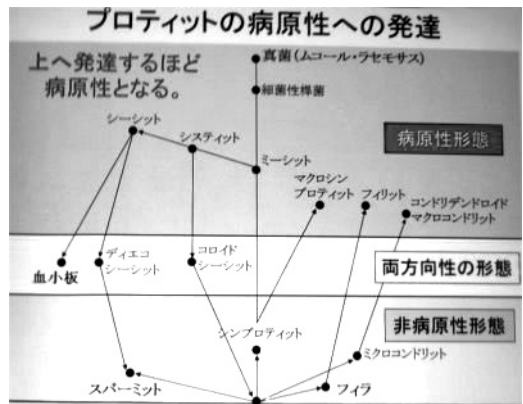 プロティットの病原性への発達
上へ発達するほど
病原性となる。
真菌(ムコール・ラセモサス)
細菌性桿菌
シーシット
システィット
病原性形態
ミーシット
マクロシン
プロティット
フィリット
コンドリデンドロイド
マクロコンドリット
ディエコ
シーシット
コロイド
シーシット
血小板
両方向性の形態
シンプロティット
非病原性形態
ミクロコンドリット
スパーミット
フィラ